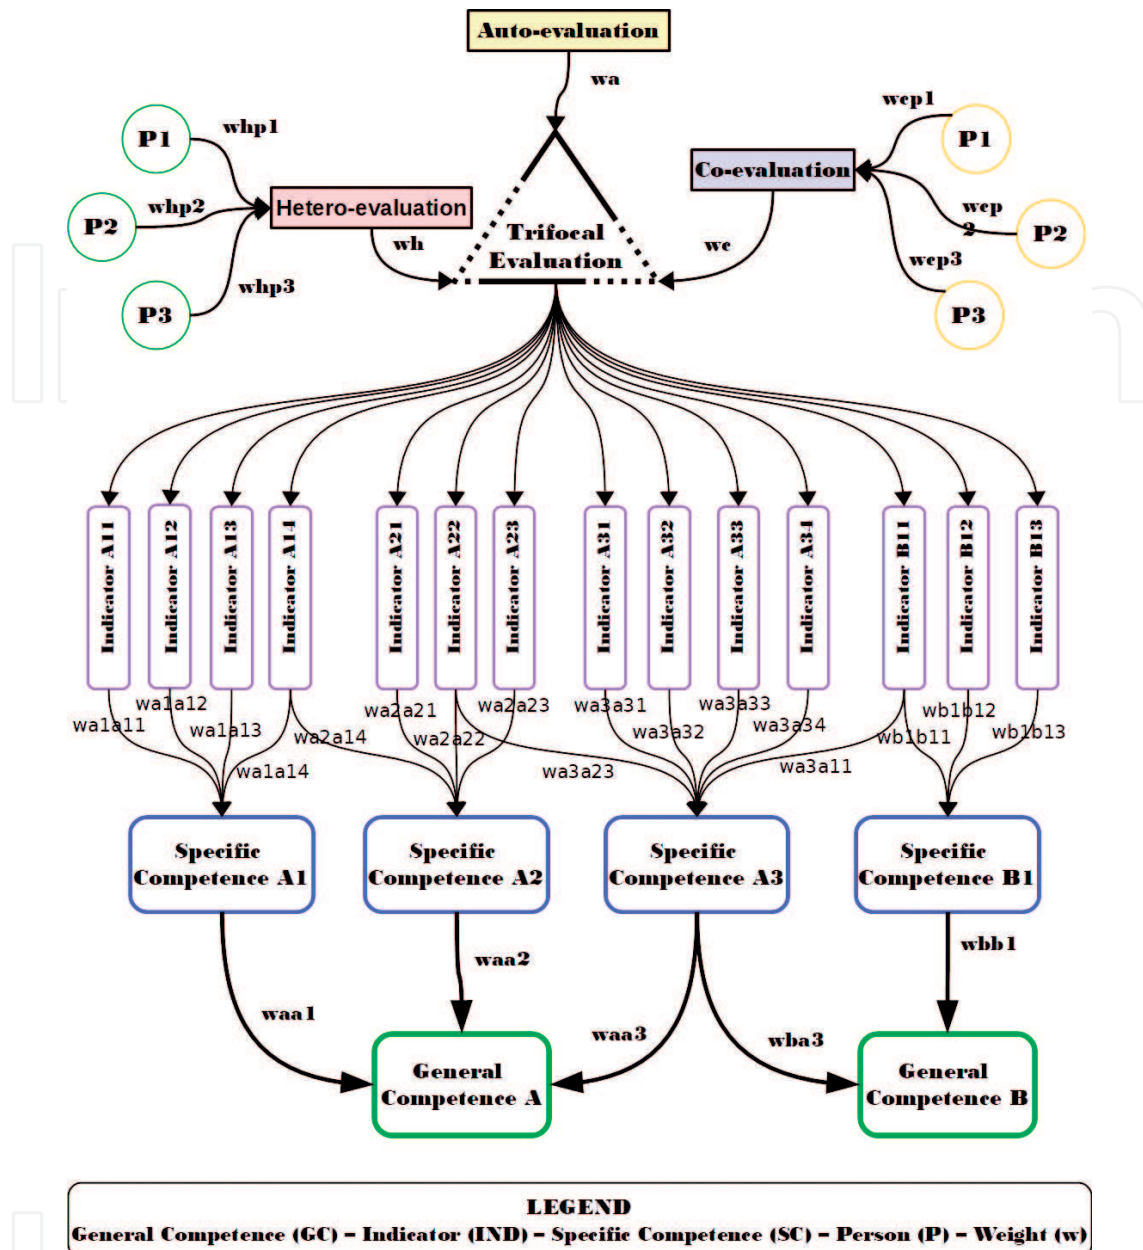 Auto-evaluation
wa
P1
whp1
wcp1
P1
Co-evaluation
whp2
Hetero-evaluation
P2
wh
Trifocal
Evaluation
wc
wcp
2
P2
whp3
wcp3
P3
P3
Indicator A11
Indicator A12
Indicator A13
Indicator A14
Indicator A21
Indicator A22
Indicator A23
Indicator A31
Indicator A32
Indicator A33
Indicator A34
Indicator B11
Indicator B12
Indicator B13
wa1a11
wa1a12
wa1a13
wa1a14
wa2a14
wa2a21
wa2a22
wa2a23
wa3a23
wa3a31
wa3a32
wa3a33
wa3a34
wa3a11
wb1b11
wb1b12
wb1b13
Specific
Competence A1
Specific
Competence A2
Specific
Competence A3
Specific
Competence B1
waa1
waa2
waa3
wba3
wbb1
General
Competence A
General
Competence B
LEGEND
General Competence (GC) – Indicator (IND) – Specific Competence (SC) – Person (P) – Weight (w)